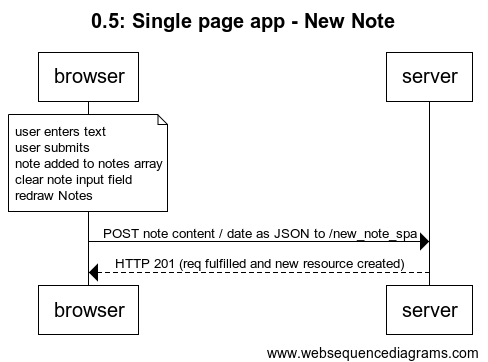 0.5: Single page app - New Note
browser
server
user enters text
user submits
note added to notes array
clear note input field
redraw Notes
POST note content / date as JSON to /new_note_spa
HTTP 201 (req fulfilled and new resource created)
browser
server
www.websequencediagrams.com